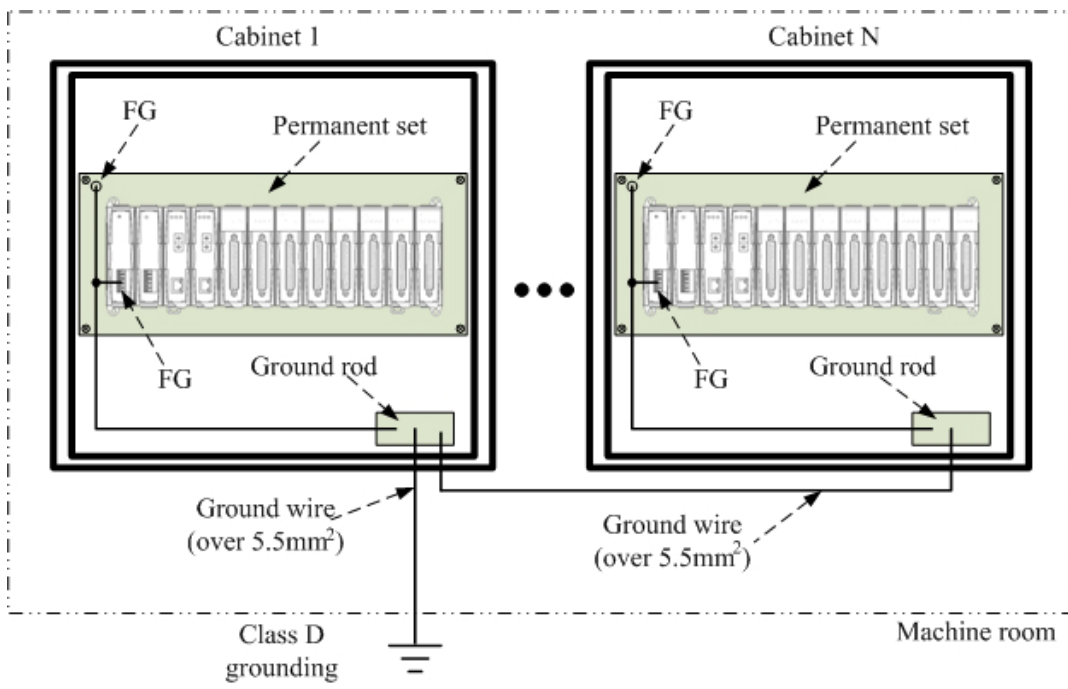 Cabinet 1
Cabinet N
FG
Permanent set
FG
Permanent set
FG
Ground rod
FG
Ground rod
Ground wire
(over 5.5mm²)
Ground wire
(over 5.5mm²)
Class D
grounding
Machine room